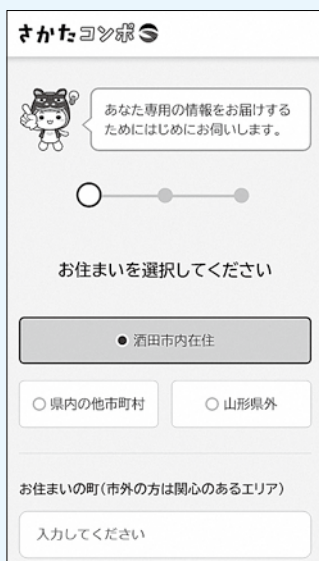 さかたコンポ
あなた専用の情報をお届けする
ためにはじめにお伺いします。
お住まいを選択してください
酒田市内在住
県内の他市町村
山形県外
お住まいの町(市外の方は関心のあるエリア)
入力してください